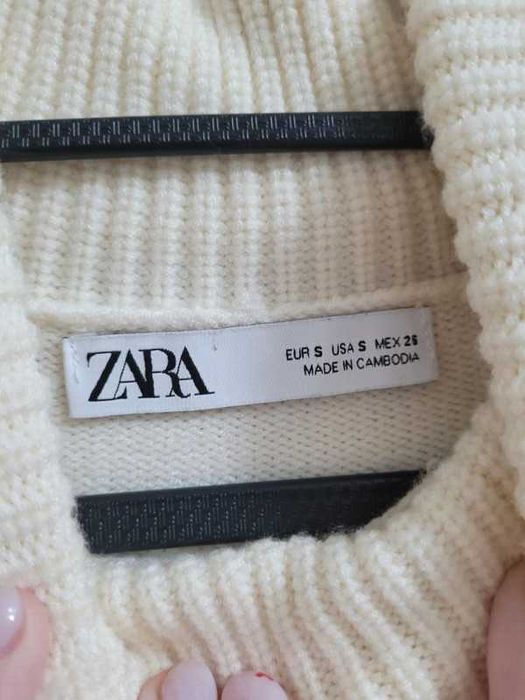 ZARA
EUR S USA S MEX 26
MADE IN CAMBODIA